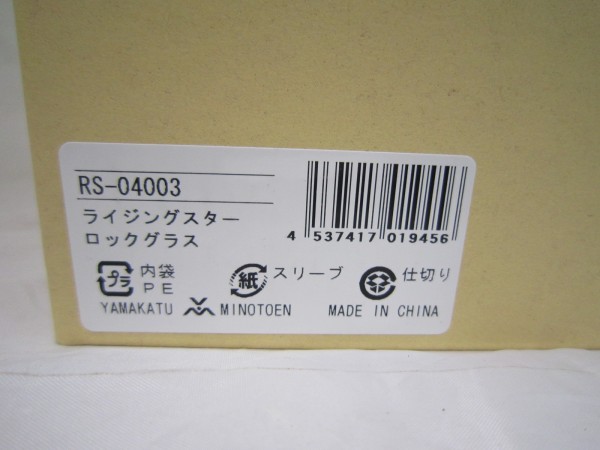 RS-04003
ライジングスター
ロックグラス
4 537417 019456
プラ 内袋 PE
紙 スリーブ
仕切り
YAMAKATU MINOTOEN MADE IN CHINA